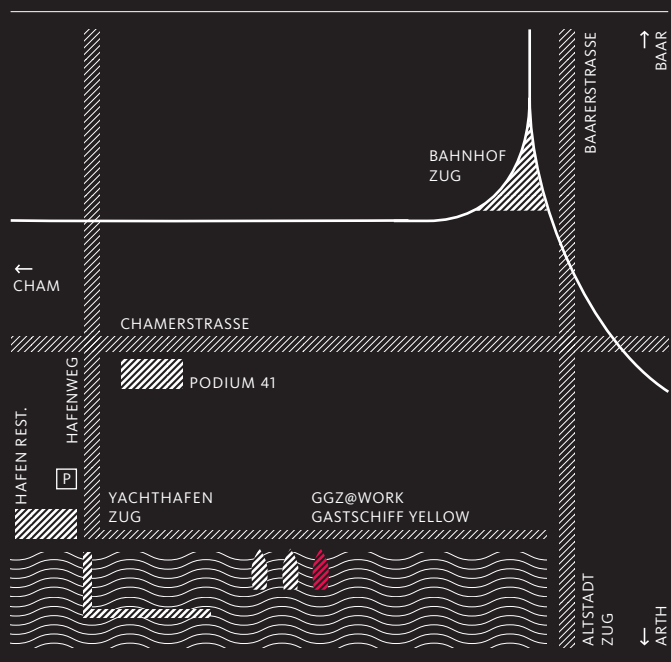 ↑
BAAR
BAARERSTRASSE
BAHNHOF
ZUG
←
CHAM
CHAMERSTRASSE
PODIUM 41
HAFENWEG
HAFEN REST.
P
YACHTHAFEN
ZUG
GGZ@WORK
GASTSCHIFF YELLOW
ALTSTADT
ZUG
←
ARTH